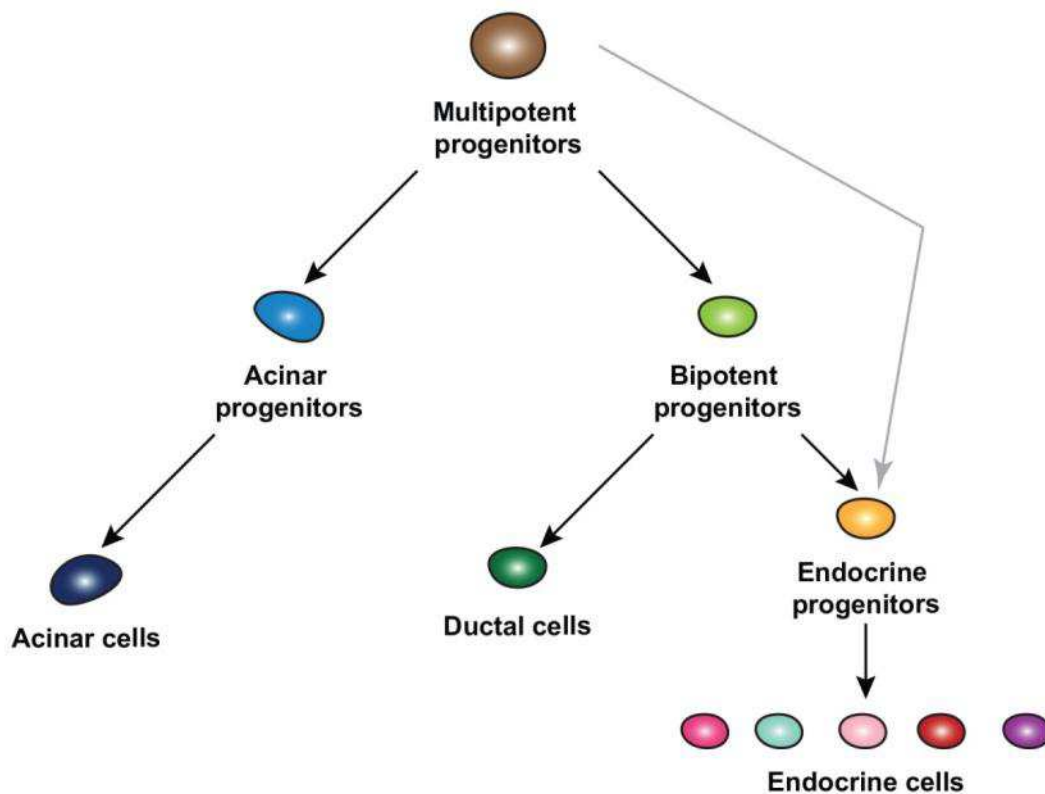 Multipotent
progenitors
Acinar
progenitors
Bipotent
progenitors
Endocrine
progenitors
Acinar cells
Ductal cells
Endocrine cells